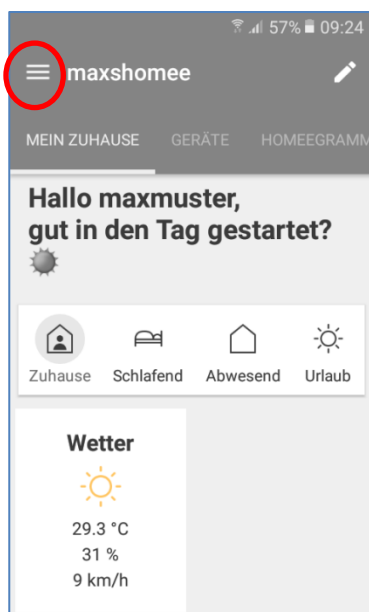 57% 09:24
maxshomee
MEIN ZUHAUSE GERÄTE HOMEEGRAMM
Hallo maxmuster,
gut in den Tag gestartet?
Zuhause Schlafend Abwesend Urlaub
Wetter
29.3 °C
31 %
9 km/h